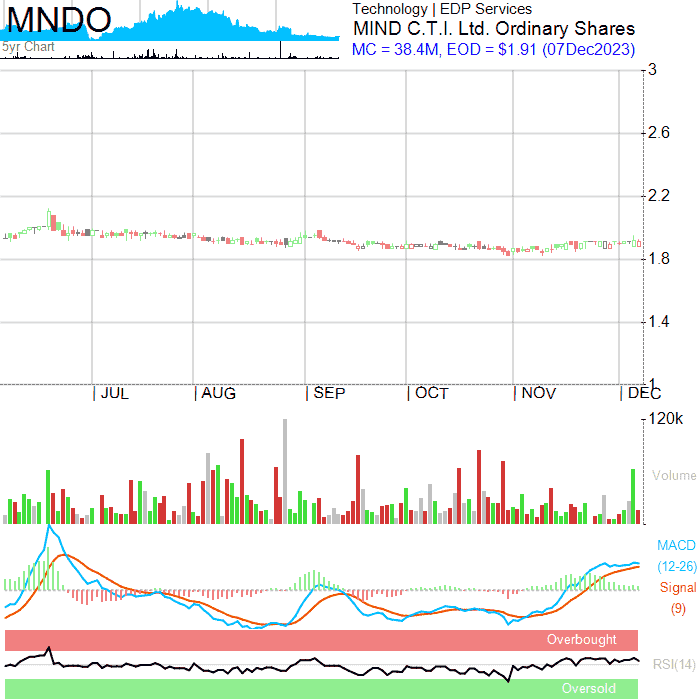 MNDO
5yr Chart
Technology | EDP Services
MIND C.T.I. Ltd. Ordinary Shares
MC = 38.4M, EOD = $1.91 (07Dec2023)
3
2.6
2.2
1.8
1.4
1
JUL AUG SEP OCT NOV DEC
120k
Volume
MACD
(12-26)
Signal
(9)
Overbought
RSI(14)
Oversold